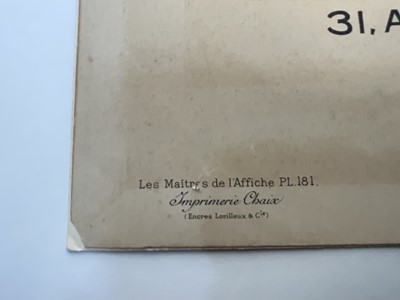 31, A
Les Maîtres de l'Affiche PL.181.
Imprimerie Chaix
(Encres Lorilleux & Cie)